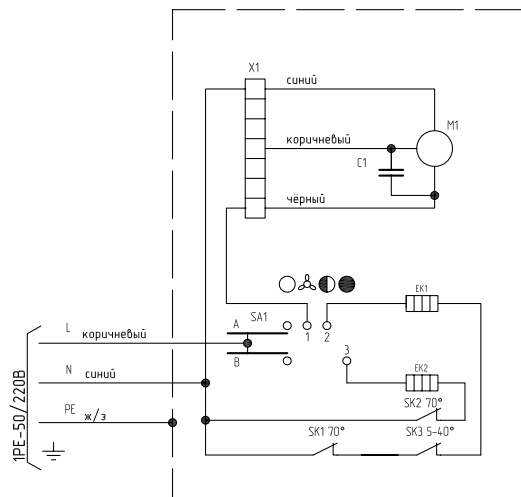 X1
синий
M1
коричневый
C1
чёрный
EK1
SA1
A
1
2
L
коричневый
B
3
N
синий
EK2
SK2 70°
PE
ж/з
SK1 70°
SK3 5-40°
1PE-50/220В